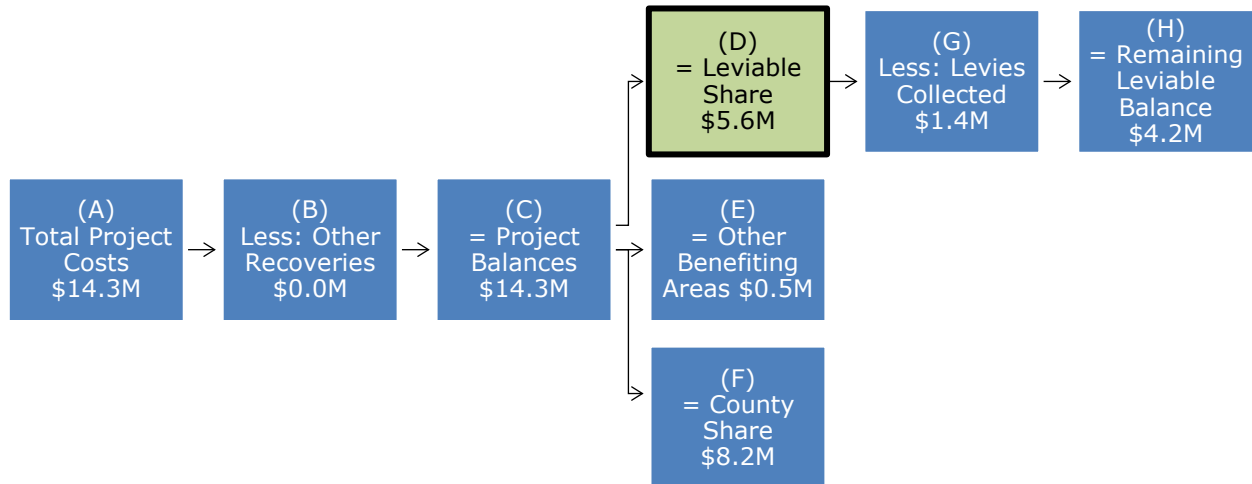 (A)
Total Project
Costs
$14.3M
(B)
Less: Other
Recoveries
$0.0M
(C)
= Project
Balances
$14.3M
(D)
= Leviable
Share
$5.6M
(E)
= Other
Benefiting
Areas $0.5M
(F)
= County
Share
$8.2M
(G)
Less: Levies
Collected
$1.4M
(H)
= Remaining
Leviable
Balance
$4.2M